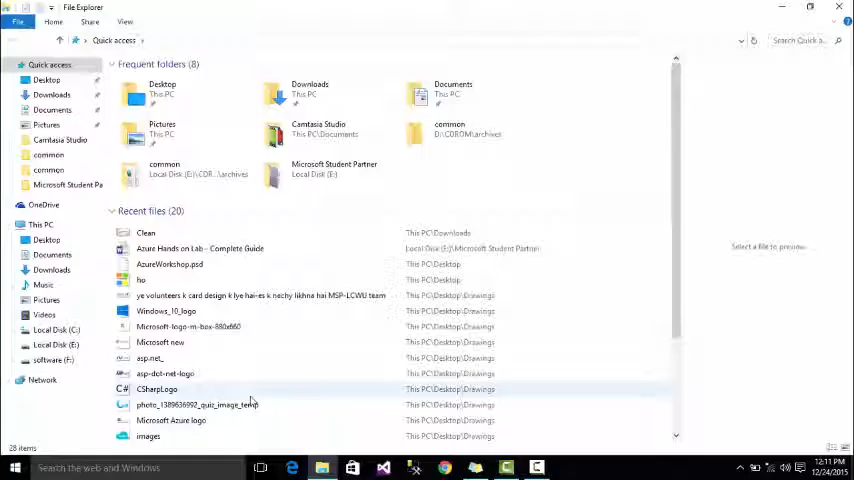 File Explorer
File Home Share View
Quick access
Search Quick a...
Quick access
Desktop
Downloads
Documents
Pictures
Camtasia Studio
common
common
Microsoft Student Pa
OneDrive
This PC
Desktop
Documents
Downloads
Music
Pictures
Videos
Local Disk (C:)
Local Disk (E:)
software (F:)
Network
Frequent folders (8)
Desktop
This PC
Downloads
This PC
Documents
This PC
Pictures
This PC
Camtasia Studio
This PC\Documents
common
D:\CDROM\archives
common
Local Disk (E:)\CDR...\archives
Microsoft Student Partner
Local Disk (E:)
Recent files (20)
Clean This PC\Downloads
Azure Hands on Lab - Complete Guide Local Disk (E:)\Microsoft Student Partner
AzureWorkshop.psd This PC\Desktop
ho This PC\Desktop
ye volunteers k card design k lye hai-es k nechy likhna hai MSP-LCWU team This PC\Desktop\Drawings
Windows_10_logo This PC\Desktop\Drawings
Microsoft-logo-m-box-880x660 This PC\Desktop\Drawings
Microsoft new This PC\Desktop\Drawings
asp.net_ This PC\Desktop\Drawings
asp-dot-net-logo This PC\Desktop\Drawings
C# CSharpLogo This PC\Desktop\Drawings
photo_1389636992_quiz_image_temp This PC\Desktop\Drawings
Microsoft Azure logo This PC\Desktop\Drawings
images This PC\Desktop\Drawings
Select a file to preview.
28 items
Search the web and Windows
12:11 PM
12/24/2015